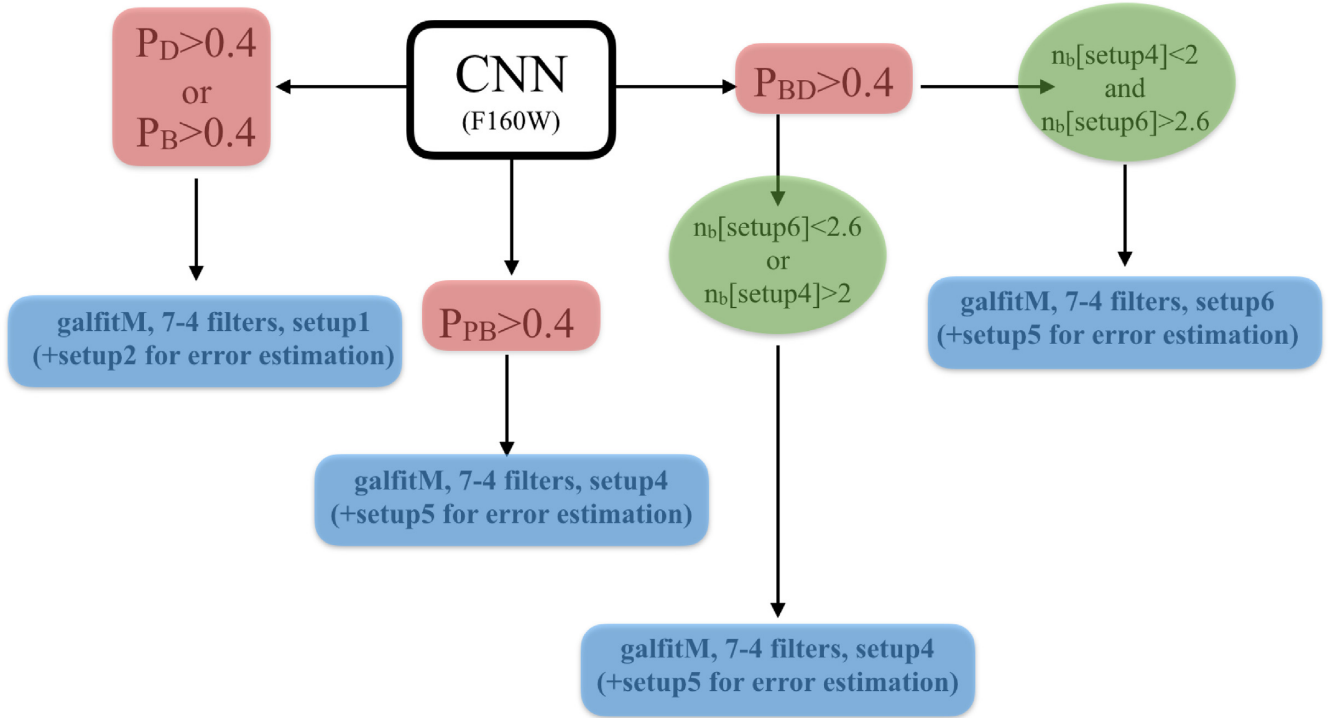 P_D>0.4
or
P_B>0.4
CNN
(F160W)
P_BD>0.4
n_b[setup4]<2
and
n_b[setup6]>2.6
n_b[setup6]<2.6
or
n_b[setup4]>2
galfitM, 7-4 filters, setup1
(+setup2 for error estimation)
P_PB>0.4
galfitM, 7-4 filters, setup6
(+setup5 for error estimation)
galfitM, 7-4 filters, setup4
(+setup5 for error estimation)
galfitM, 7-4 filters, setup4
(+setup5 for error estimation)